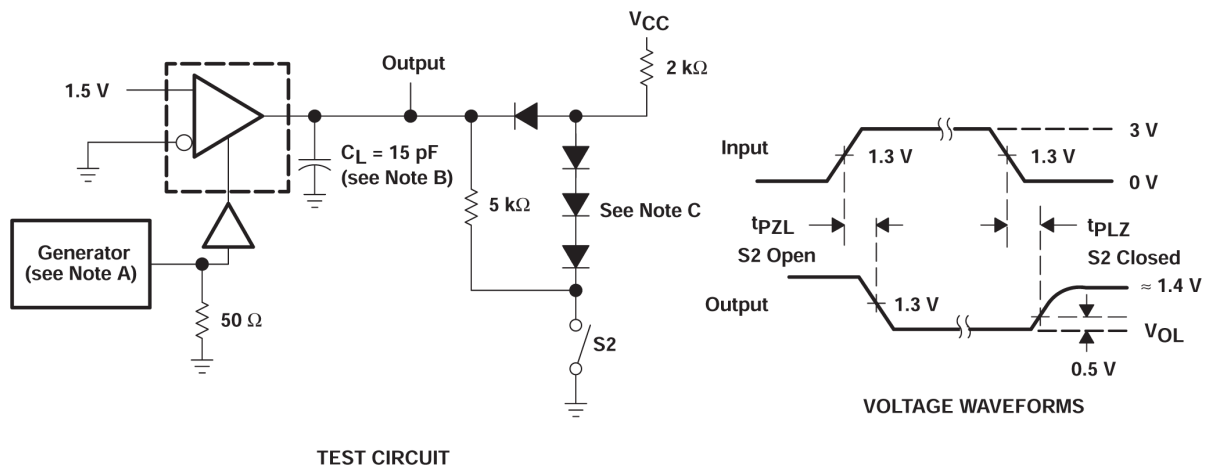 VCC
2 kΩ
Output
1.5 V
CL = 15 pF
(see Note B)
5 kΩ
See Note C
Generator
(see Note A)
50 Ω
S2
TEST CIRCUIT
Input
3 V
1.3 V
1.3 V
0 V
tPZL
tPLZ
S2 Open
S2 Closed
≈ 1.4 V
Output
1.3 V
VOL
0.5 V
VOLTAGE WAVEFORMS